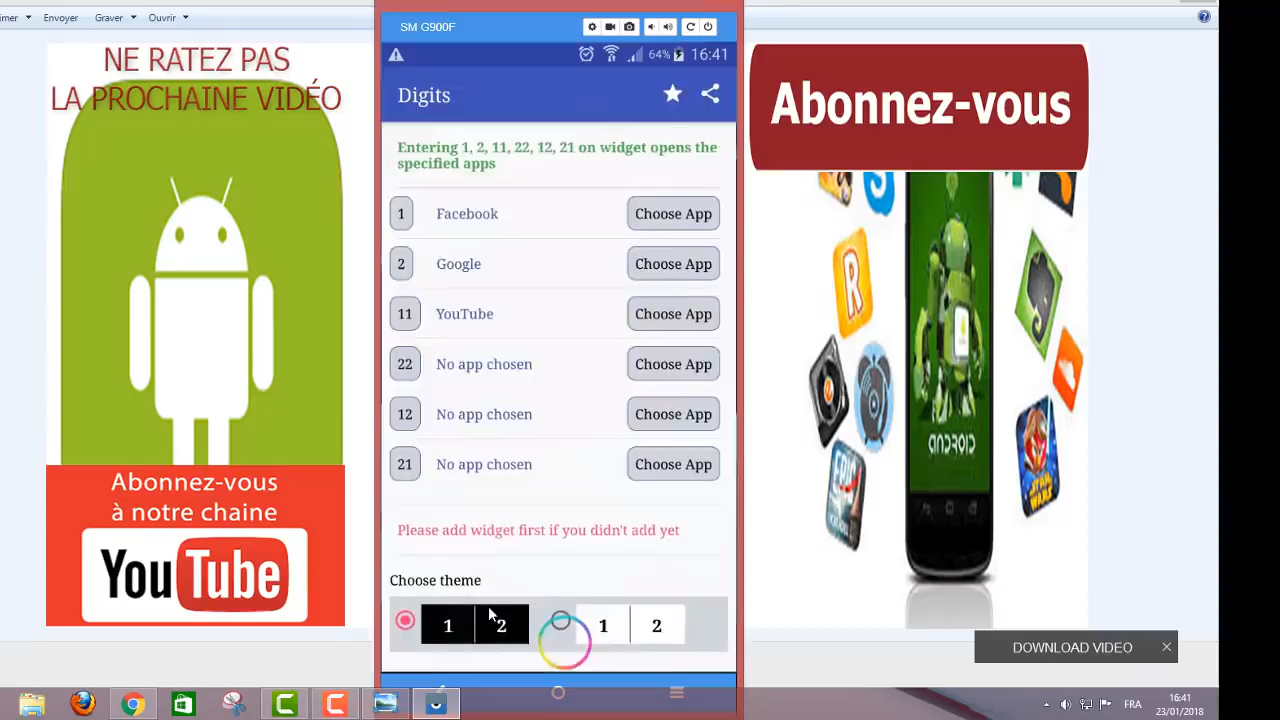 imer Envoyer Graver Ouvrir
NE RATEZ PAS
LA PROCHAINE VIDÉO
Abonnez-vous
à notre chaine
YouTube
SM G900F
64% 16:41
Digits
Entering 1, 2, 11, 22, 12, 21 on widget opens the
specified apps
1 Facebook Choose App
2 Google Choose App
11 YouTube Choose App
22 No app chosen Choose App
12 No app chosen Choose App
21 No app chosen Choose App
Please add widget first if you didn't add yet
Choose theme
1 2 1 2
Abonnez-vous
R
EPIC
STAR
WARS
ANDROID
DOWNLOAD VIDEO
FRA
16:41
23/01/2018